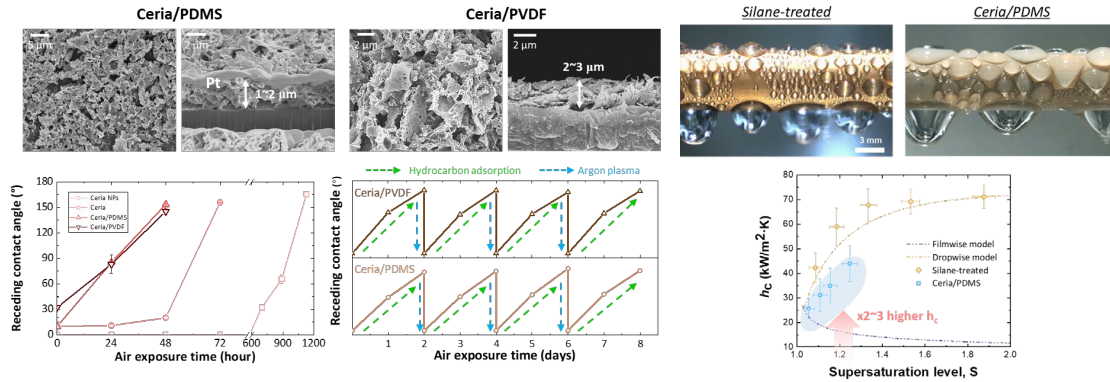 Ceria/PDMS
Ceria/PVDF
Silane-treated
Ceria/PDMS
5 μm
2 μm
Pt
1~2 μm
2 μm
2 μm
2~3 μm
3 mm
Hydrocarbon adsorption
Argon plasma
Receding contact angle (°)
180
150
120
90
60
30
0
Ceria NPs
Ceria
Ceria/PDMS
Ceria/PVDF
0 24 48 72 600 900 1200
Air exposure time (hour)
Receding contact angle (°)
Ceria/PVDF
Ceria/PDMS
1 2 3 4 5 6 7 8
Air exposure time (days)
hC (kW/m²·K)
80
70
60
50
40
30
20
10
Filmwise model
Dropwise model
Silane-treated
Ceria/PDMS
x2~3 higher hc
1.0 1.2 1.4 1.6 1.8 2.0
Supersaturation level, S